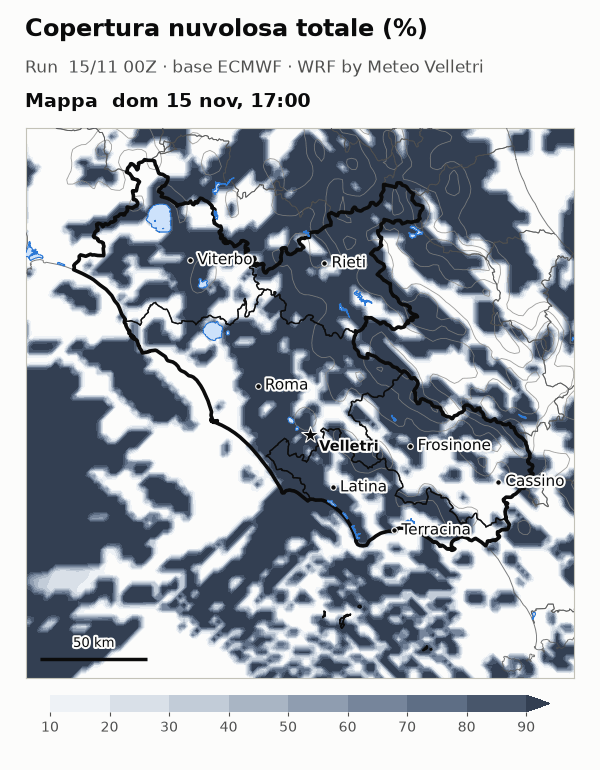 Copertura nuvolosa totale (%)
Run 15/11 00Z · base ECMWF · WRF by Meteo Velletri
Mappa dom 15 nov, 17:00
Viterbo
Rieti
Roma
Velletri
Frosinone
Latina
Cassino
Terracina
50 km
10 20 30 40 50 60 70 80 90